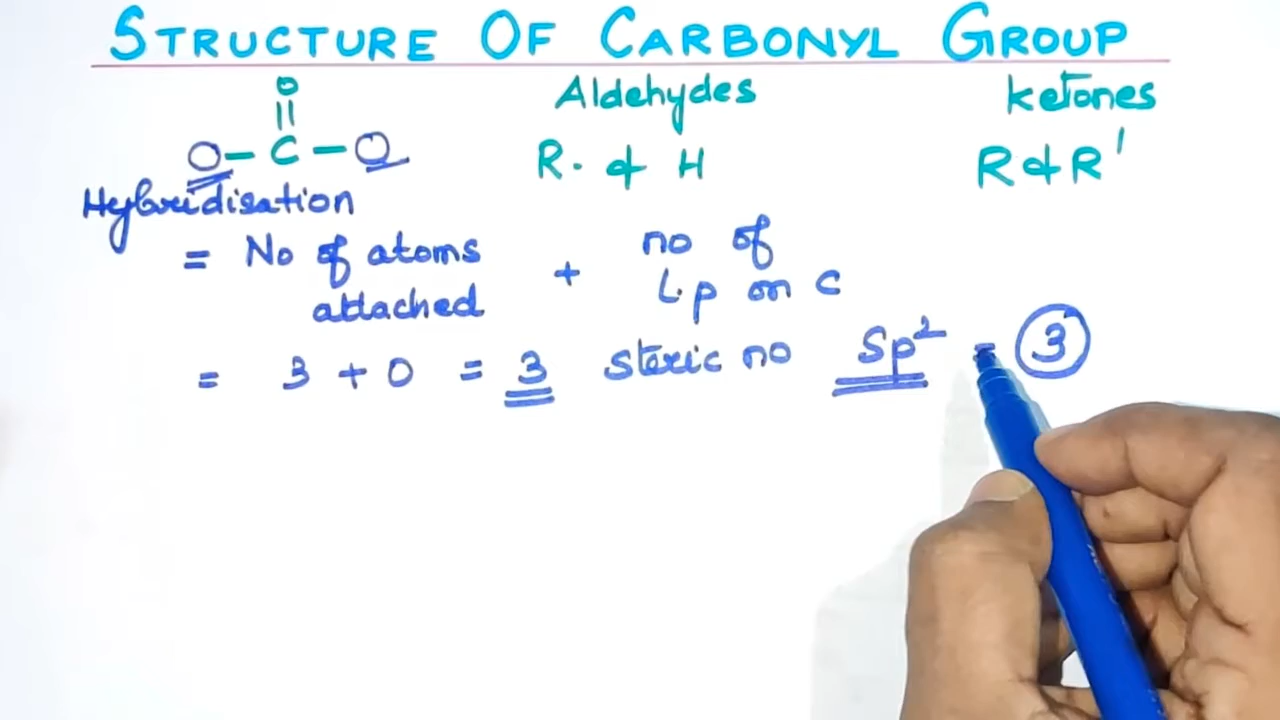 STRUCTURE OF CARBONYL GROUP
O
||
O – C – O
Aldehydes
R. & H
ketones
R & R'
Hybridisation
= No of atoms attached + no of L.p on C
= 3 + 0 = 3 steric no Sp² = 3